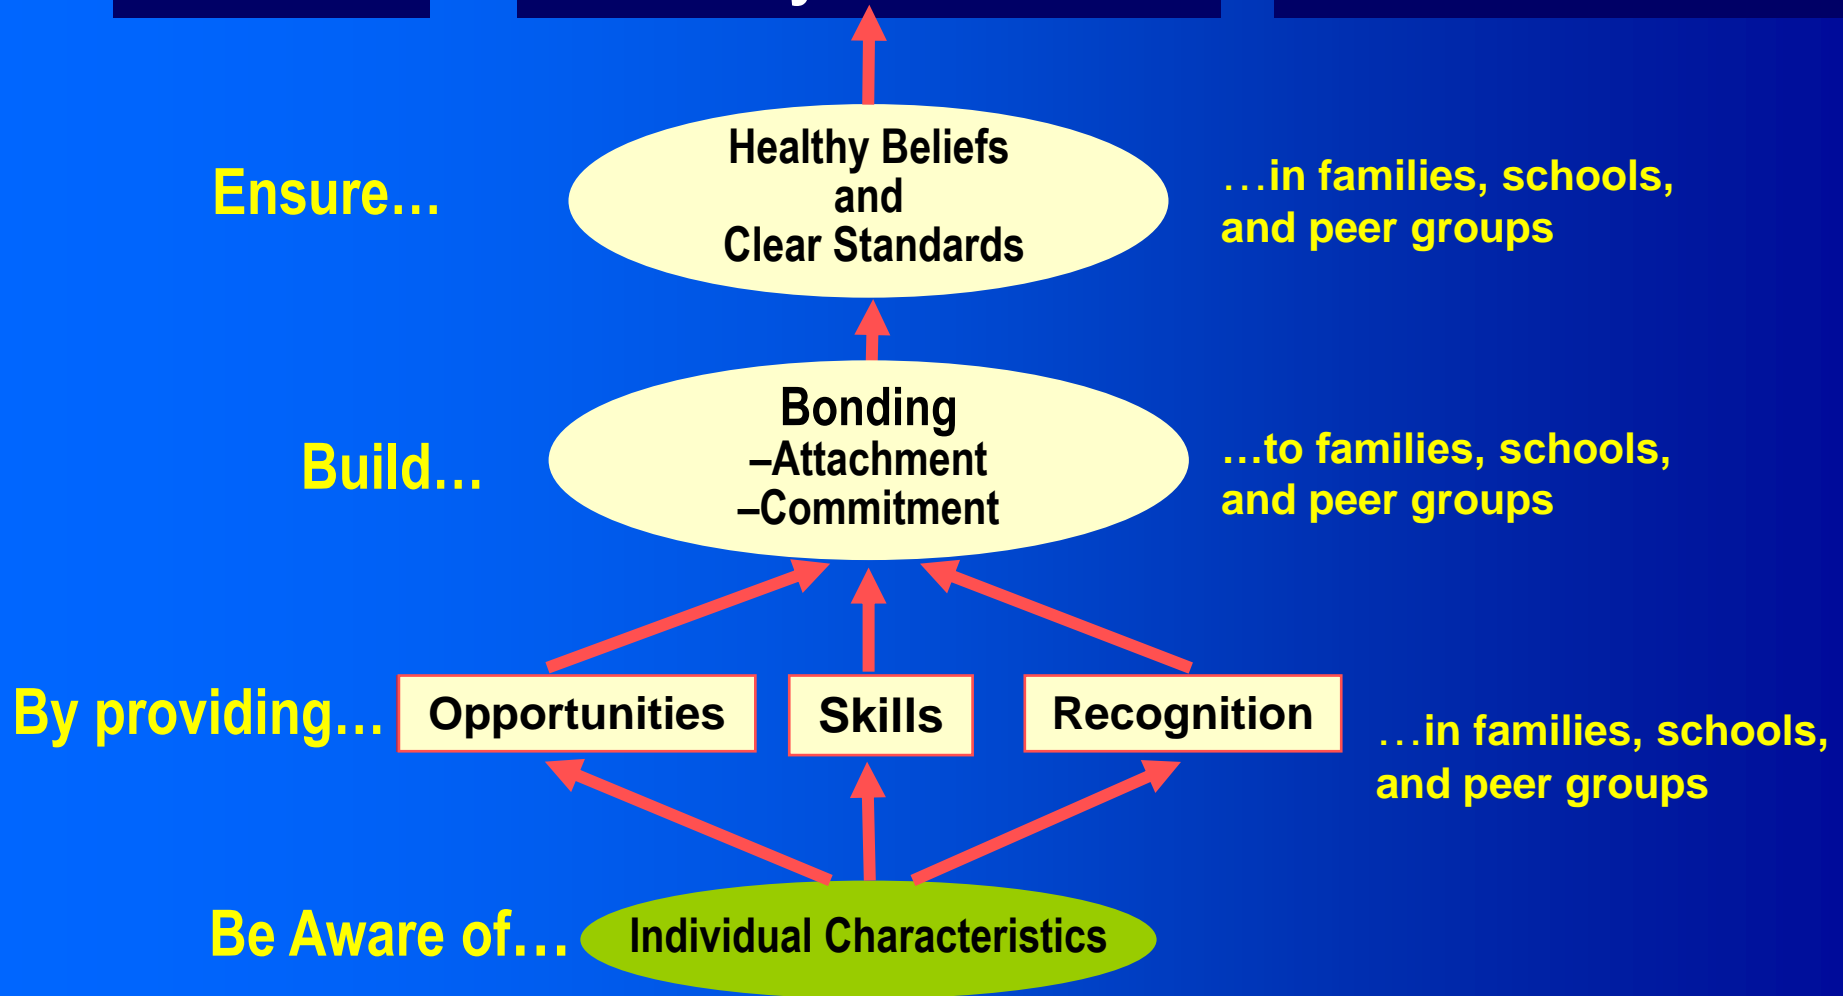 Ensure…
Healthy Beliefs
and
Clear Standards
…in families, schools,
and peer groups
Build…
Bonding
–Attachment
–Commitment
…to families, schools,
and peer groups
By providing…
Opportunities
Skills
Recognition
…in families, schools,
and peer groups
Be Aware of…
Individual Characteristics